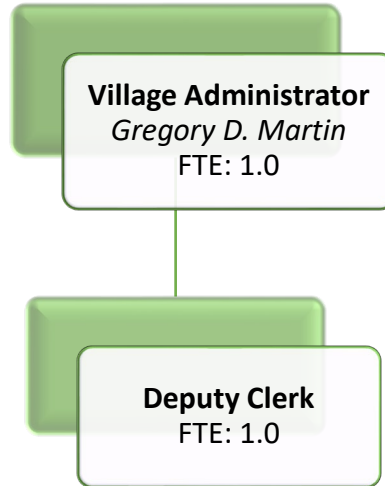 Village Administrator
Gregory D. Martin
FTE: 1.0
Deputy Clerk
FTE: 1.0